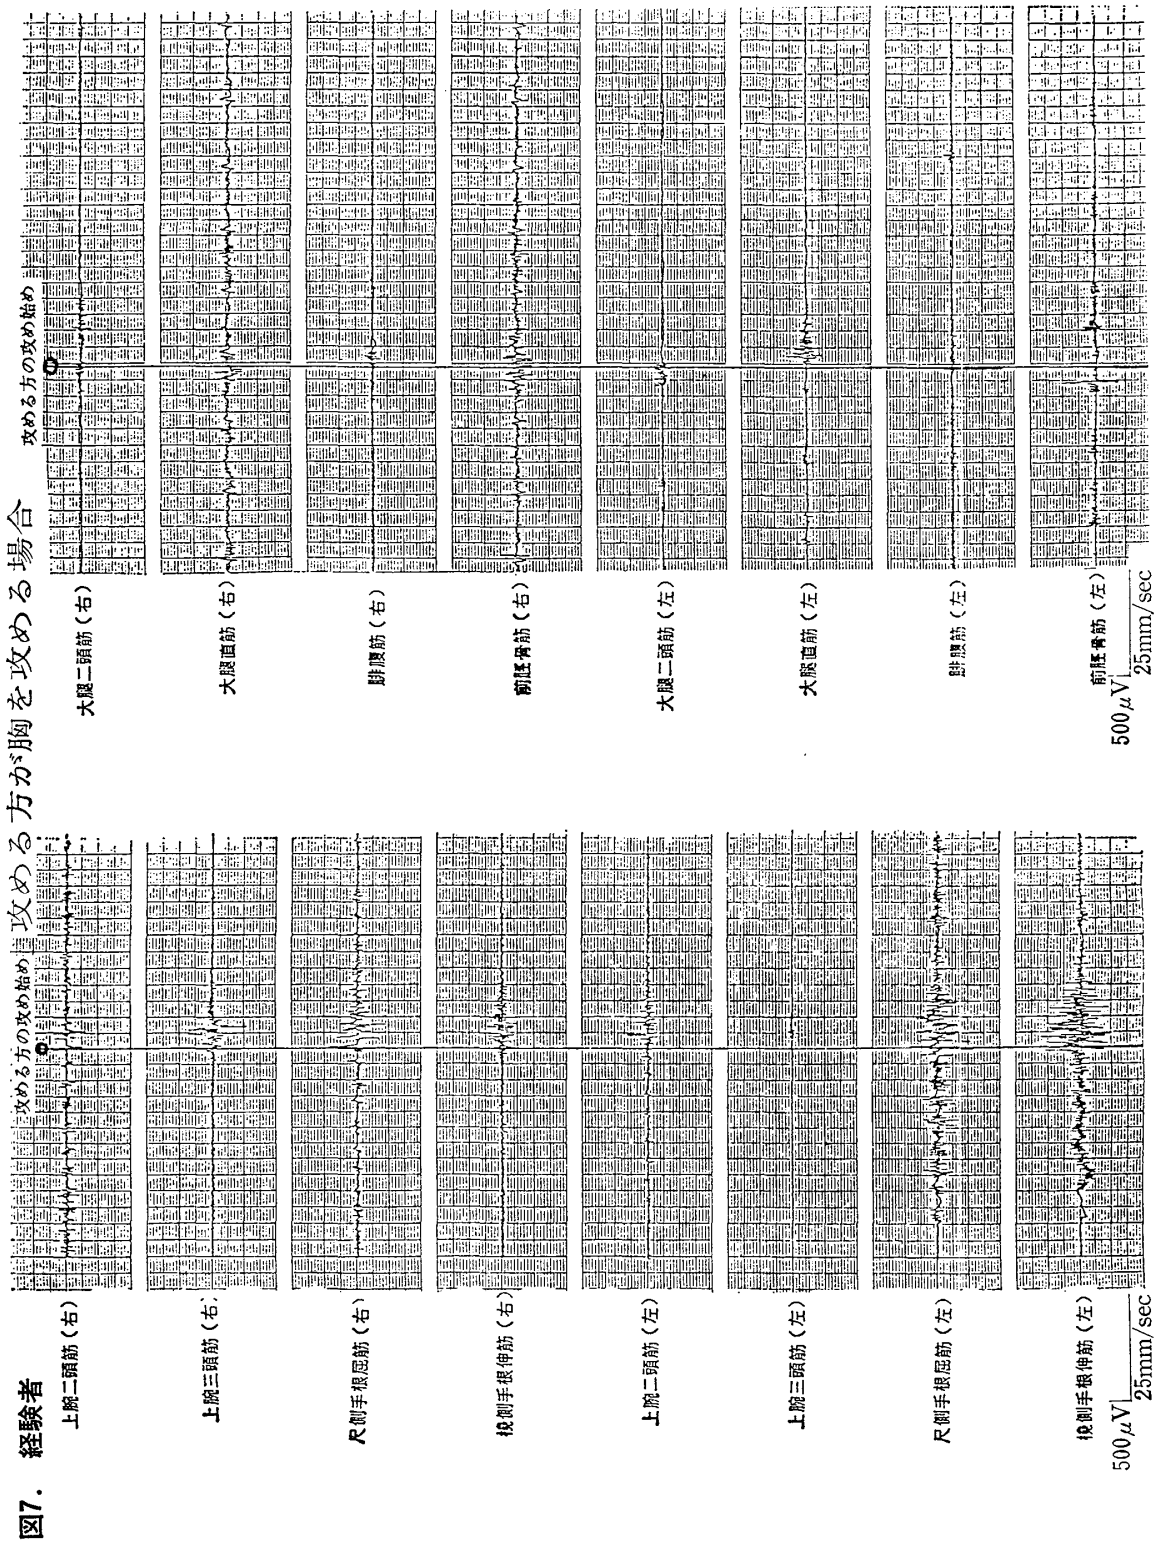 図7. 経験者
攻める方が胸を攻める場合
攻める方の攻め始め
上腕二頭筋(右)
上腕三頭筋(右)
尺側手根屈筋(右)
橈側手根伸筋(右)
上腕二頭筋(左)
上腕三頭筋(左)
尺側手根屈筋(左)
橈側手根伸筋(左)
500μV
25mm/sec
攻める方の攻め始め
大腿二頭筋(右)
大腿直筋(右)
腓腹筋(右)
前脛骨筋(右)
大腿二頭筋(左)
大腿直筋(左)
腓腹筋(左)
前脛骨筋(左)
500μV
25mm/sec